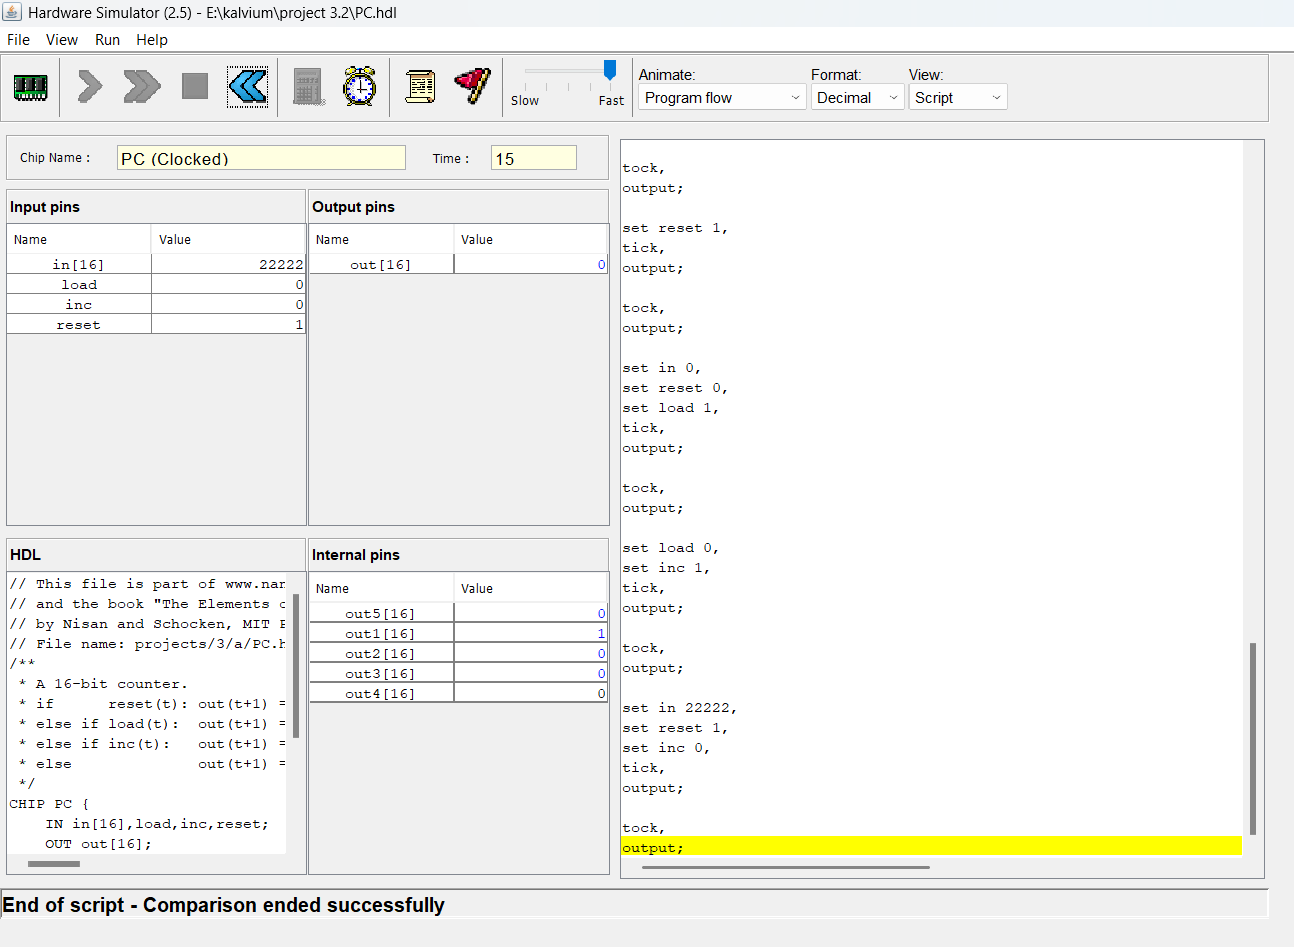 Hardware Simulator (2.5) - E:\kalvium\project 3.2\PC.hdl
File View Run Help
Slow Fast
Animate: Format: View:
Program flow Decimal Script
Chip Name : PC (Clocked) Time : 15
Input pins
Name Value
in[16] 22222
load 0
inc 0
reset 1
Output pins
Name Value
out[16] 0
HDL
// This file is part of www.nan
// and the book "The Elements o
// by Nisan and Schocken, MIT P
// File name: projects/3/a/PC.h
/**
* A 16-bit counter.
* if reset(t): out(t+1) =
* else if load(t): out(t+1) =
* else if inc(t): out(t+1) =
* else out(t+1) =
*/
CHIP PC {
IN in[16],load,inc,reset;
OUT out[16];
Internal pins
Name Value
out5[16] 0
out1[16] 1
out2[16] 0
out3[16] 0
out4[16] 0
tock,
output;
set reset 1,
tick,
output;
tock,
output;
set in 0,
set reset 0,
set load 1,
tick,
output;
tock,
output;
set load 0,
set inc 1,
tick,
output;
tock,
output;
set in 22222,
set reset 1,
set inc 0,
tick,
output;
tock,
output;
End of script - Comparison ended successfully